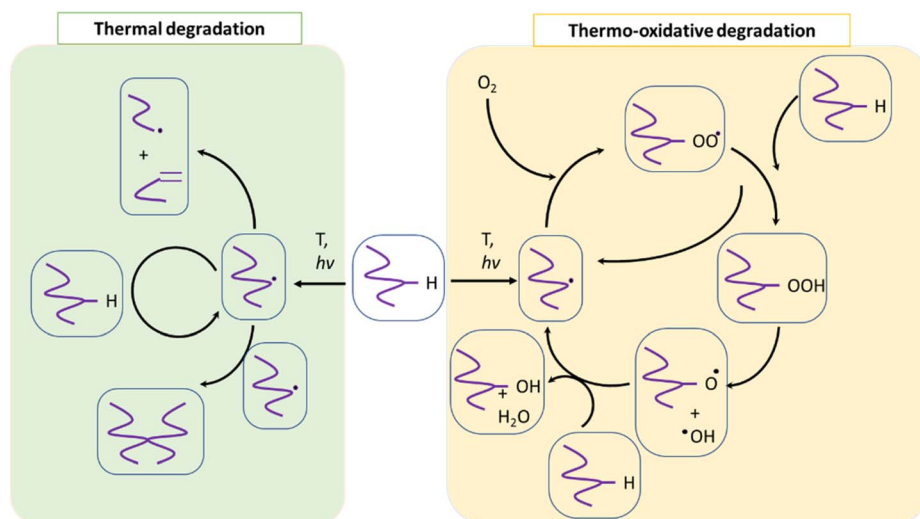 Thermal degradation
Thermo-oxidative degradation
+
H
T,
hv
H
T,
hv
O₂
OO•
H
OOH
O•
+
•OH
OH
+
H₂O
H